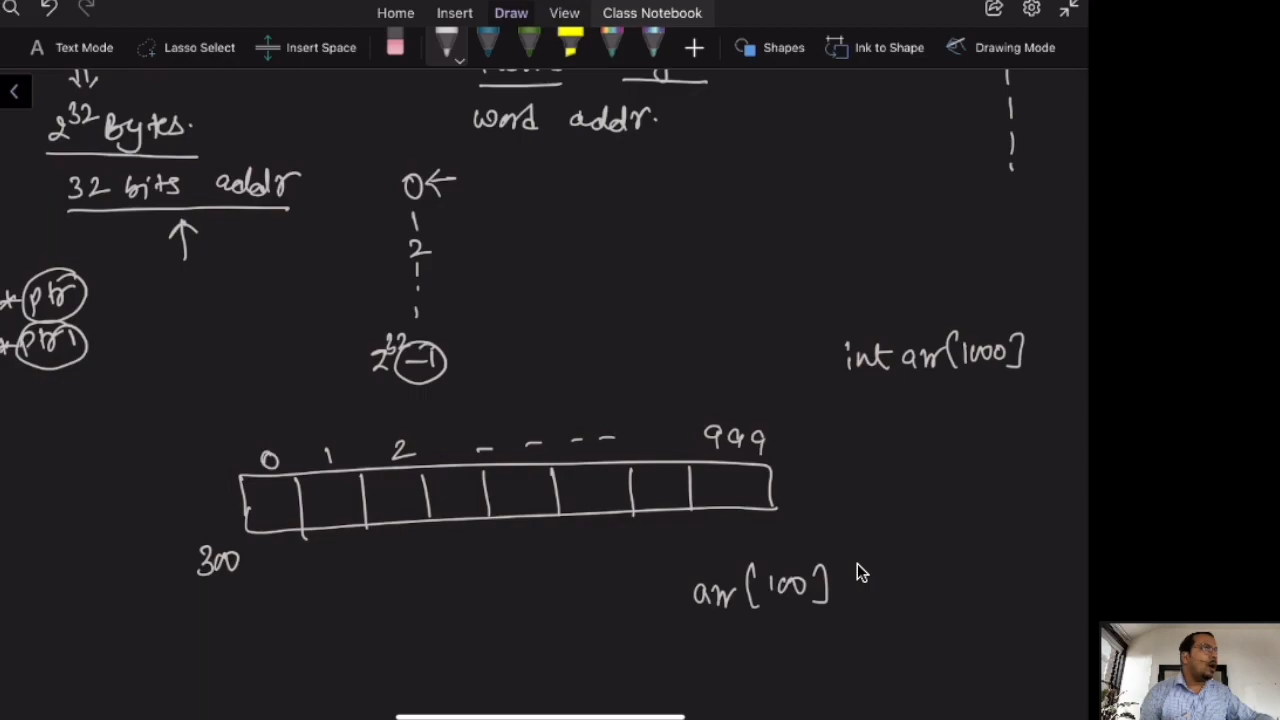 Home Insert Draw View Class Notebook
Text Mode Lasso Select Insert Space Shapes Ink to Shape Drawing Mode
2^32 Bytes.
32 bits addr
word addr.
0 ←
1
2
2^32 -1
*ptr
*ptr1
int arr[1000]
0 1 2 - - - - 999
300
arr[100]